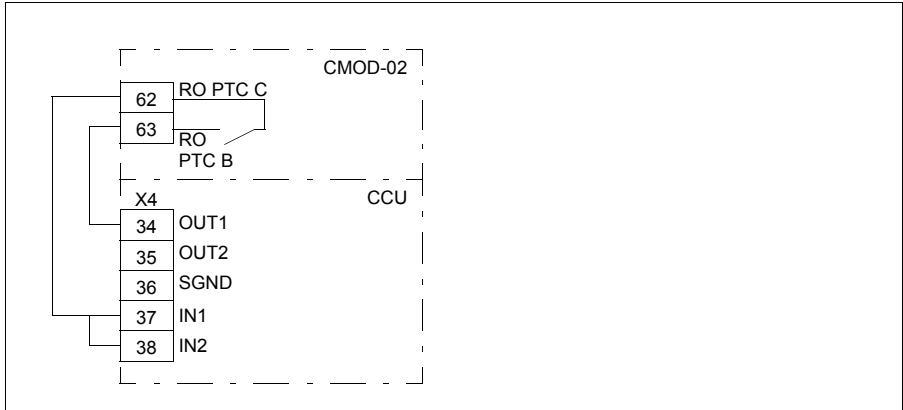 CMOD-02
62 RO PTC C
63 RO
PTC B
X4 CCU
34 OUT1
35 OUT2
36 SGND
37 IN1
38 IN2